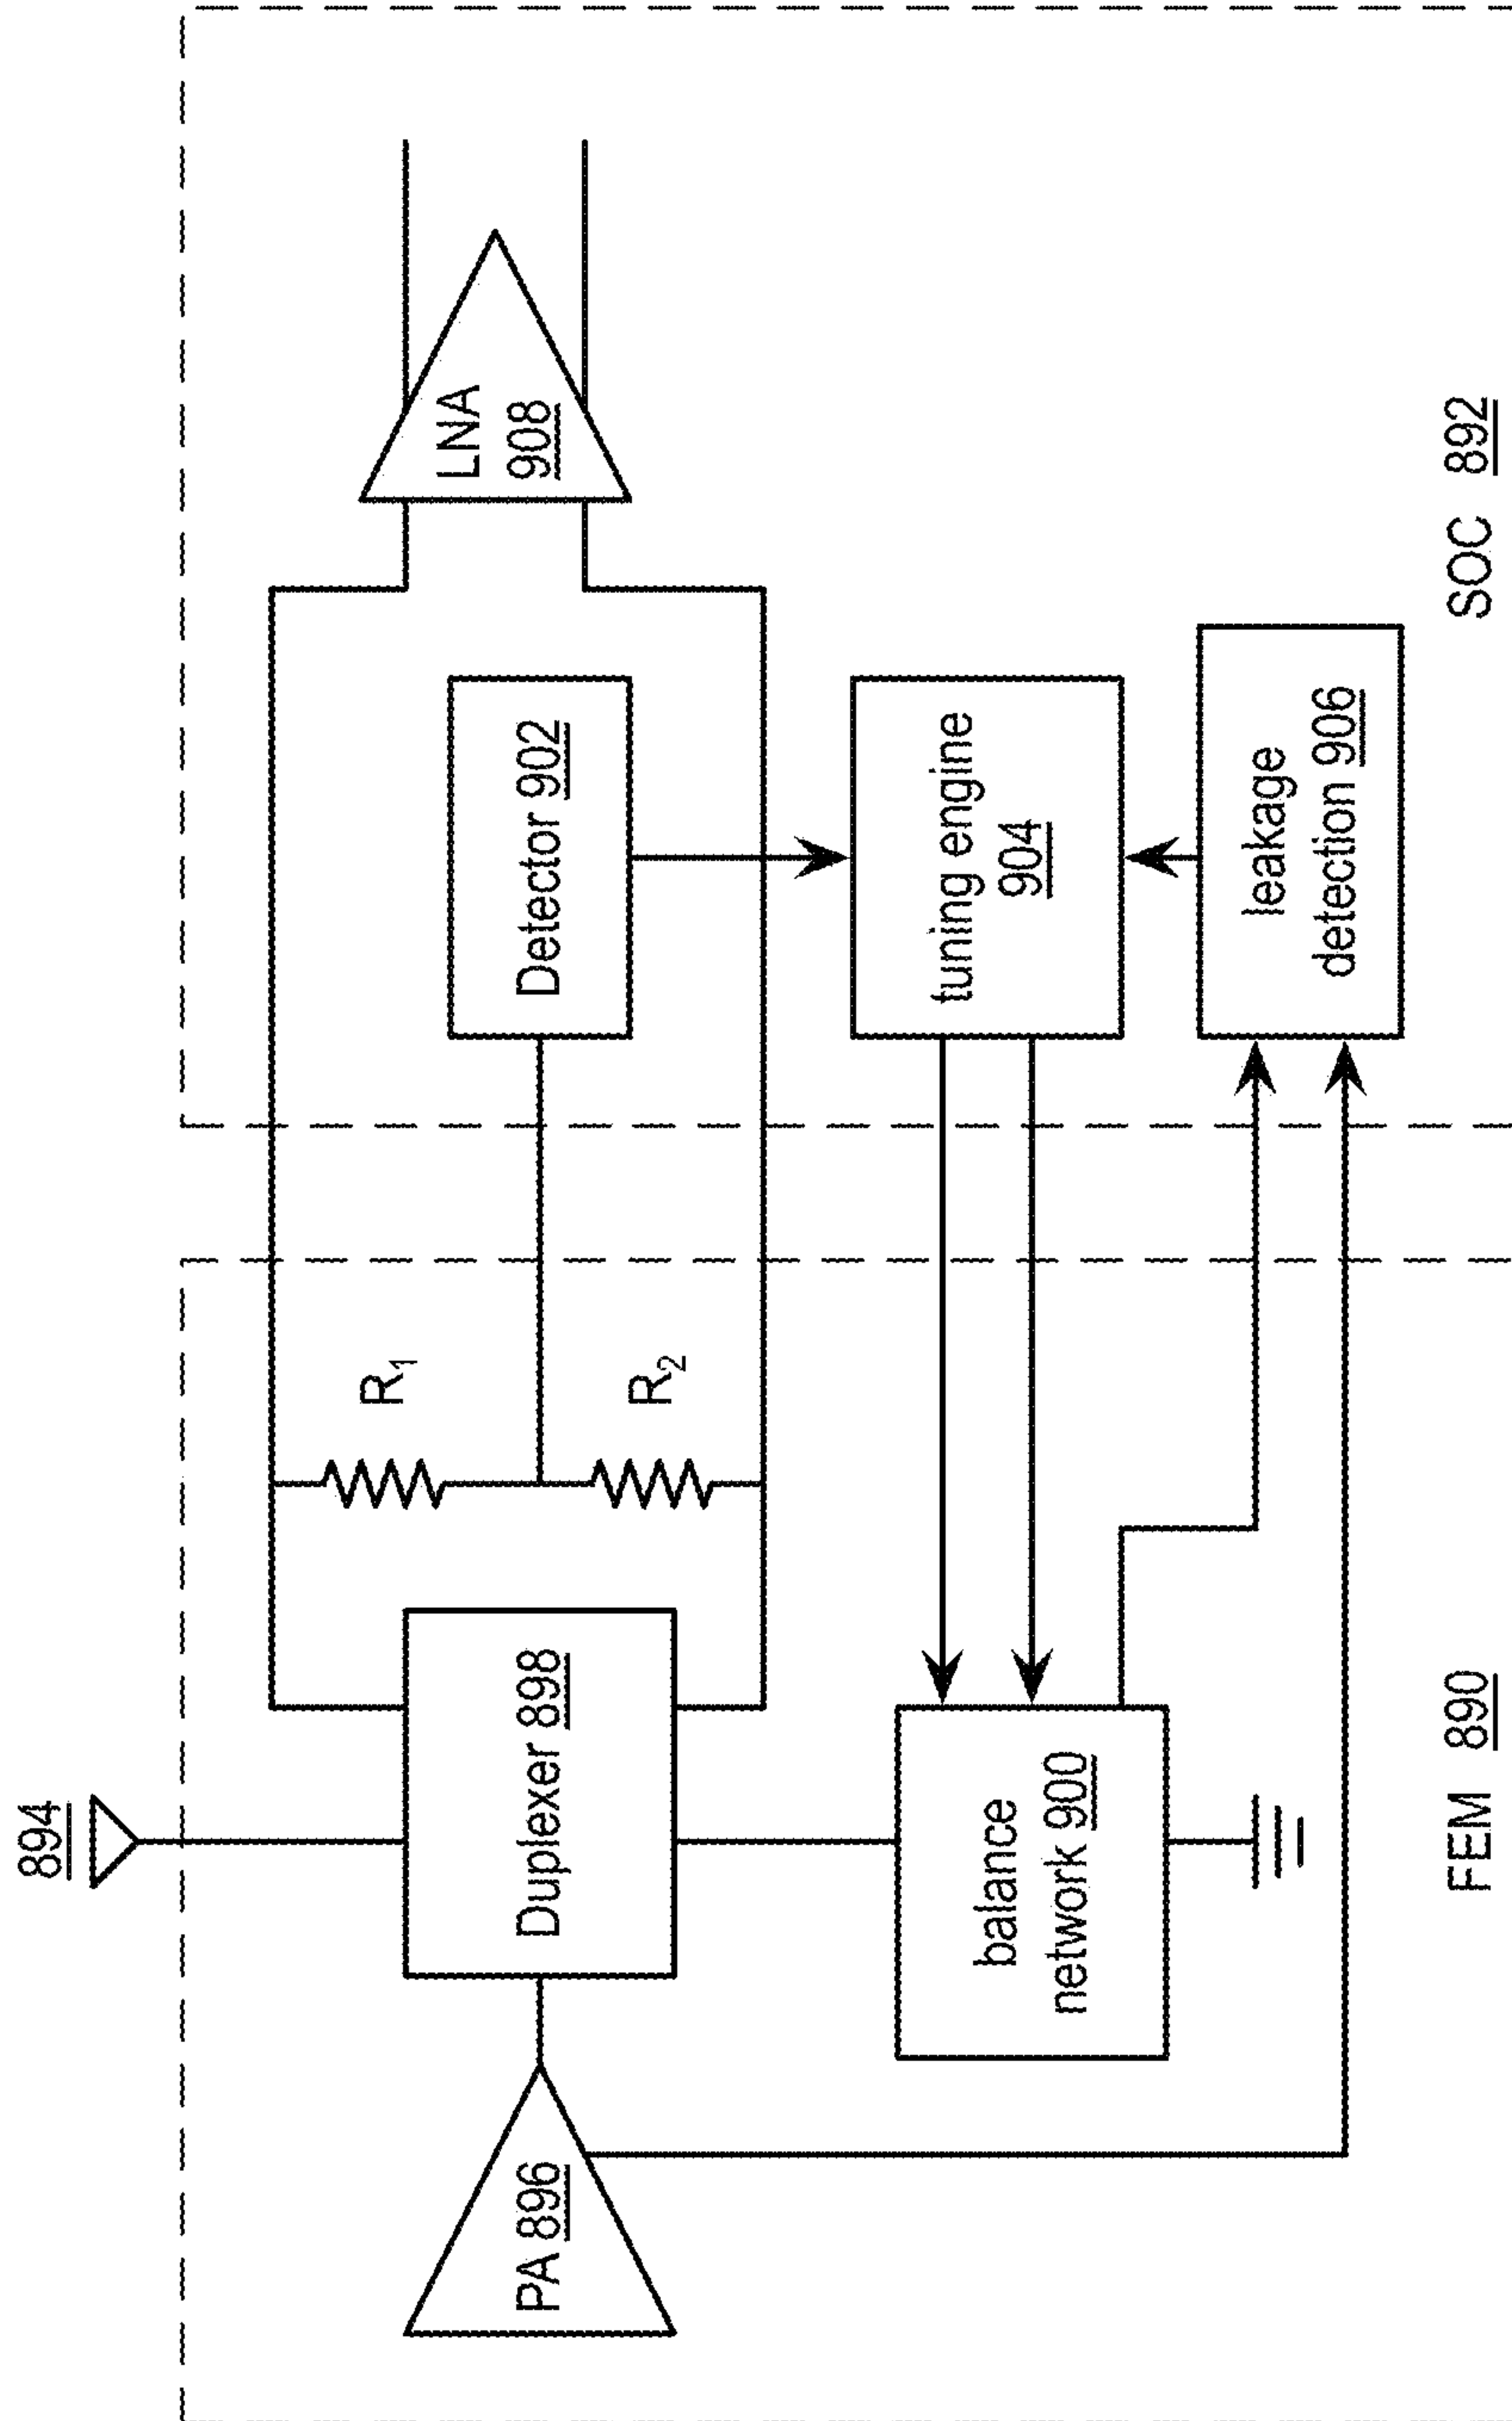 894
PA 896
Duplexer 898
R1
R2
Detector 902
LNA
908
balance
network 900
tuning engine
904
leakage
detection 906
FEM 890
SOC 892